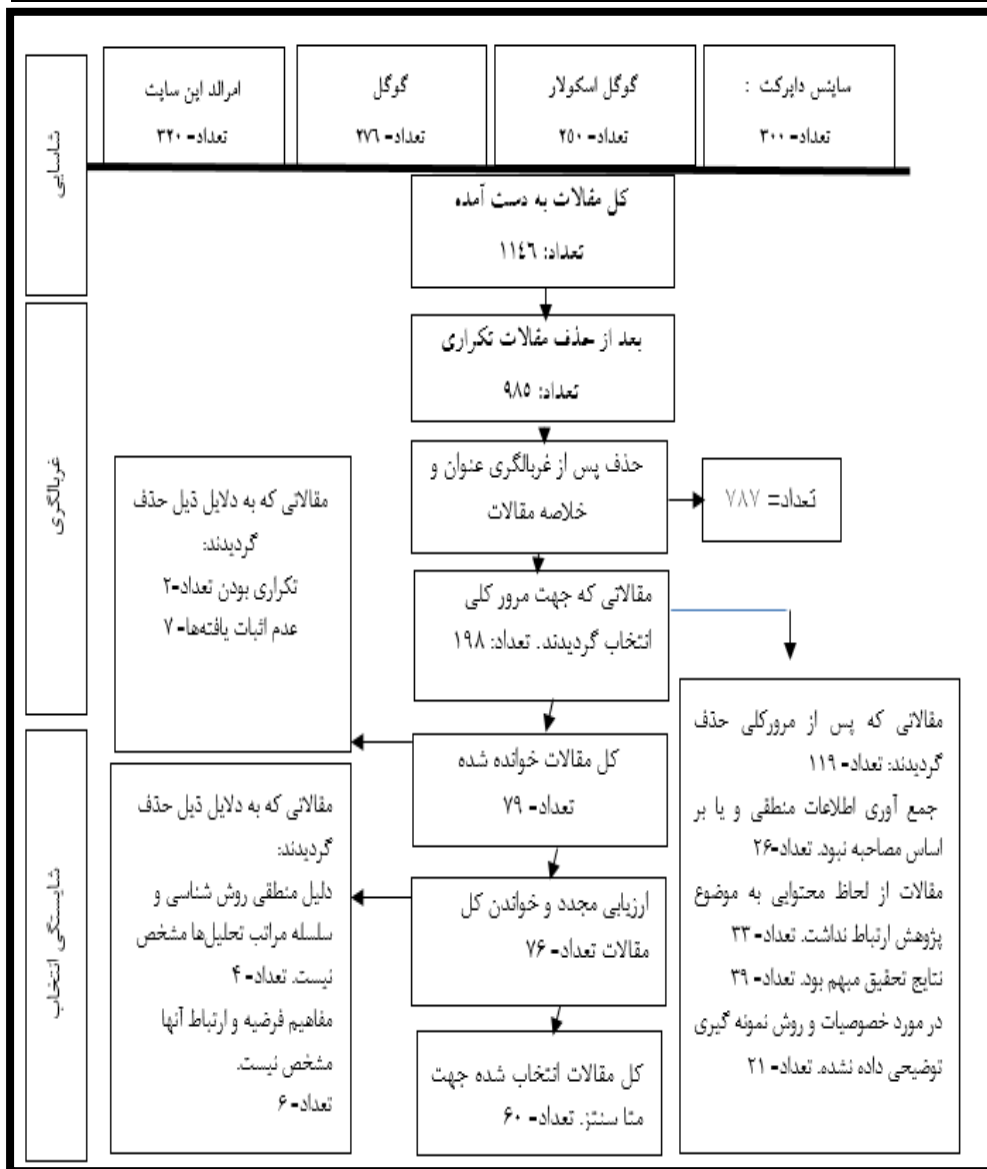 شناسایی
ساینس دایرکت :
تعداد- ۳۰۰
گوگل اسکولار
تعداد- ۲۵۰
گوگل
تعداد- ۲۷۶
امرالد این سایت
تعداد- ۳۲۰
کل مقالات به دست آمده
تعداد: ۱۱٤٦
بعد از حذف مقالات تکراری
تعداد: ۹۸٥
غربالگری
حذف پس از غربالگری عنوان و
خلاصه مقالات
تعداد= ۷۸۷
مقالاتی که جهت مرور کلی
انتخاب گردیدند. تعداد: ۱۹۸
مقالاتی که به دلایل ذیل حذف
گردیدند:
تکراری بودن تعداد-۲
عدم اثبات یافته‌ها- ۷
مقالاتی که پس از مرورکلی حذف
گردیدند: تعداد- ۱۱۹
جمع آوری اطلاعات منطقی و یا بر
اساس مصاحبه نبود. تعداد-۲۶
مقالات از لحاظ محتوایی به موضوع
پژوهش ارتباط نداشت. تعداد- ۳۳
نتایج تحقیق مبهم بود. تعداد- ۳۹
در مورد خصوصیات و روش نمونه گیری
توضیحی داده نشده. تعداد- ۲۱
شایستگی انتخاب
کل مقالات خوانده شده
تعداد- ۷۹
مقالاتی که به دلایل ذیل حذف
گردیدند:
دلیل منطقی روش شناسی و
سلسله مراتب تحلیل‌ها مشخص
نیست. تعداد- ۴
مفاهیم فرضیه و ارتباط آنها
مشخص نیست.
تعداد- ۶
ارزیابی مجدد و خواندن کل
مقالات تعداد- ۷۶
کل مقالات انتخاب شده جهت
متا سنتز. تعداد- ۶۰